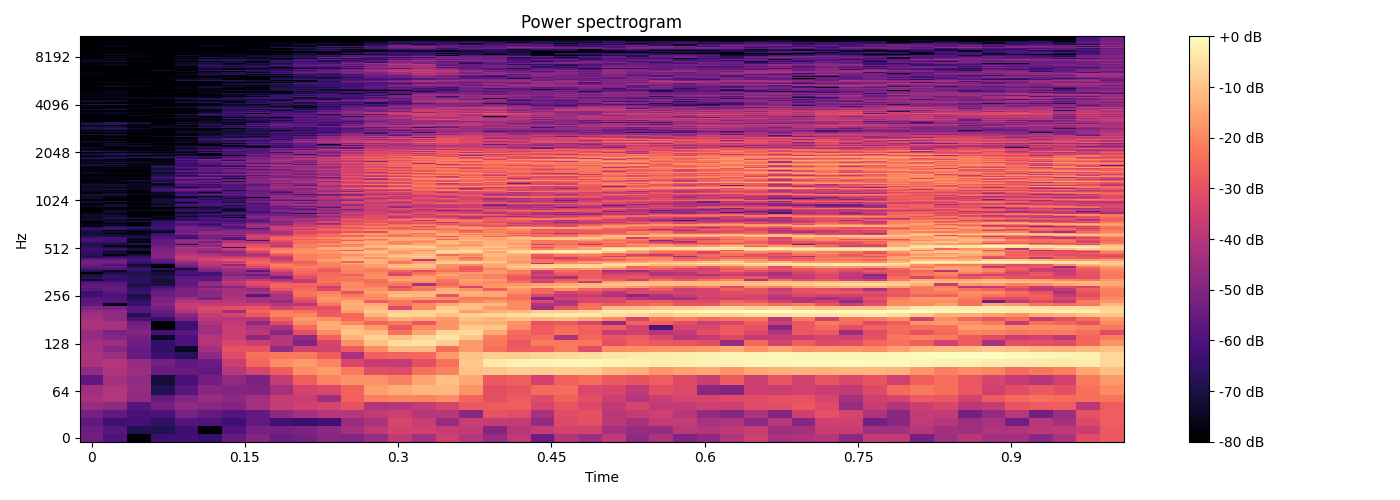 Power spectrogram
Hz
8192
4096
2048
1024
512
256
128
64
0
0 0.15 0.3 0.45 0.6 0.75 0.9
Time
+0 dB
-10 dB
-20 dB
-30 dB
-40 dB
-50 dB
-60 dB
-70 dB
-80 dB